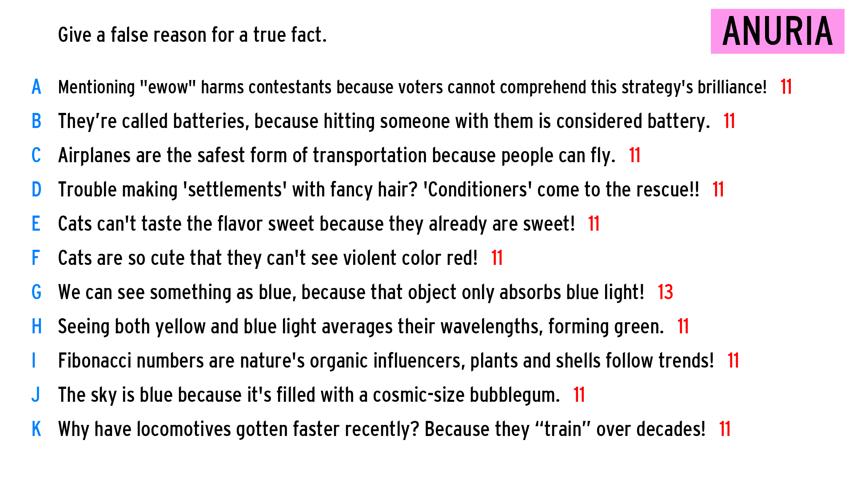 Give a false reason for a true fact.
ANURIA
A Mentioning "ewow" harms contestants because voters cannot comprehend this strategy's brilliance! 11
B They’re called batteries, because hitting someone with them is considered battery. 11
C Airplanes are the safest form of transportation because people can fly. 11
D Trouble making 'settlements' with fancy hair? 'Conditioners' come to the rescue!! 11
E Cats can't taste the flavor sweet because they already are sweet! 11
F Cats are so cute that they can't see violent color red! 11
G We can see something as blue, because that object only absorbs blue light! 13
H Seeing both yellow and blue light averages their wavelengths, forming green. 11
I Fibonacci numbers are nature's organic influencers, plants and shells follow trends! 11
J The sky is blue because it's filled with a cosmic-size bubblegum. 11
K Why have locomotives gotten faster recently? Because they “train” over decades! 11